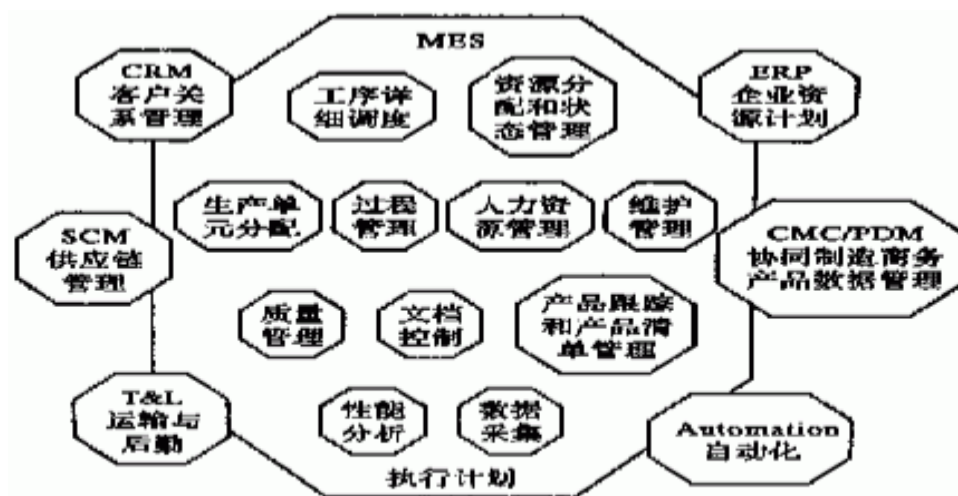 MES
CRM
客户关
系管理
工序详
细调度
资源分
配和状
态管理
ERP
企业资
源计划
生产单
元分配
过程
管理
人力资
源管理
维护
管理
SCM
供应链
管理
CMC/PDM
协同制造商务
产品数据管理
质量
管理
文档
控制
产品跟踪
和产品清
单管理
T&L
运输与
后勤
性能
分析
数据
采集
Automation
自动化
执行计划